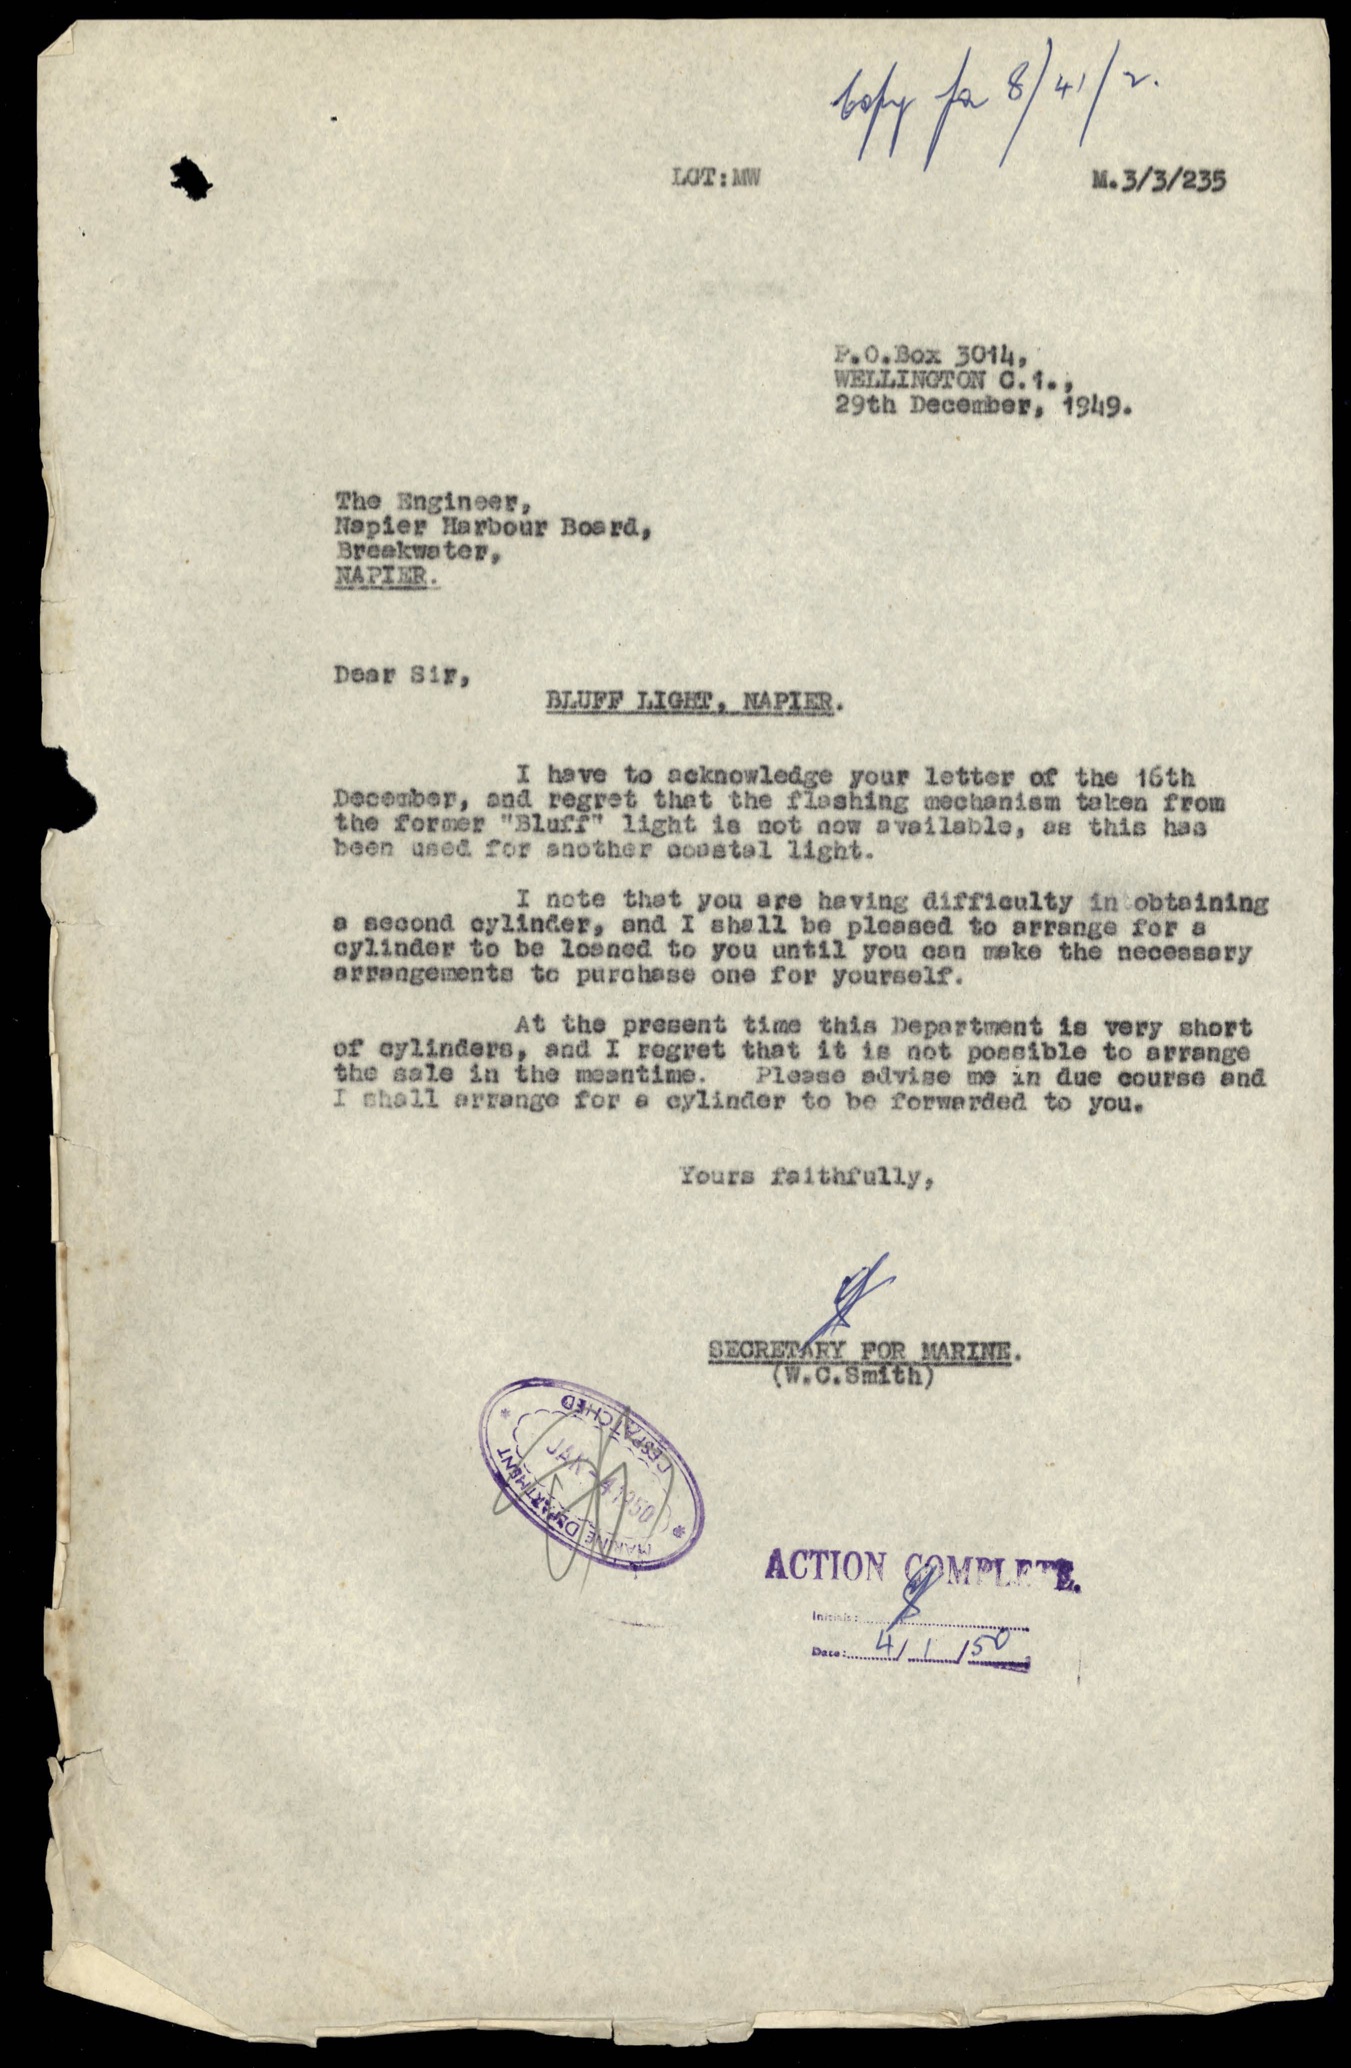 Copy for 8/41/2.
LGT:MW M.3/3/235
P.O.Box 3014,
WELLINGTON C.1.,
29th December, 1949.
The Engineer,
Napier Harbour Board,
Breakwater,
NAPIER.
Dear Sir,
BLUFF LIGHT, NAPIER.
I have to acknowledge your letter of the 16th
December, and regret that the flashing mechanism taken from
the former "Bluff" light is not now available, as this has
been used for another coastal light.
I note that you are having difficulty in obtaining
a second cylinder, and I shall be pleased to arrange for a
cylinder to be loaned to you until you can make the necessary
arrangements to purchase one for yourself.
At the present time this Department is very short
of cylinders, and I regret that it is not possible to arrange
the sale in the meantime. Please advise me in due course and
I shall arrange for a cylinder to be forwarded to you.
Yours faithfully,
SECRETARY FOR MARINE.
(W.C.Smith)
DESPATCHED
JAN -4 1950
MARINE DEPARTMENT
ACTION COMPLETE.
Initials:
Date: 4/1/50